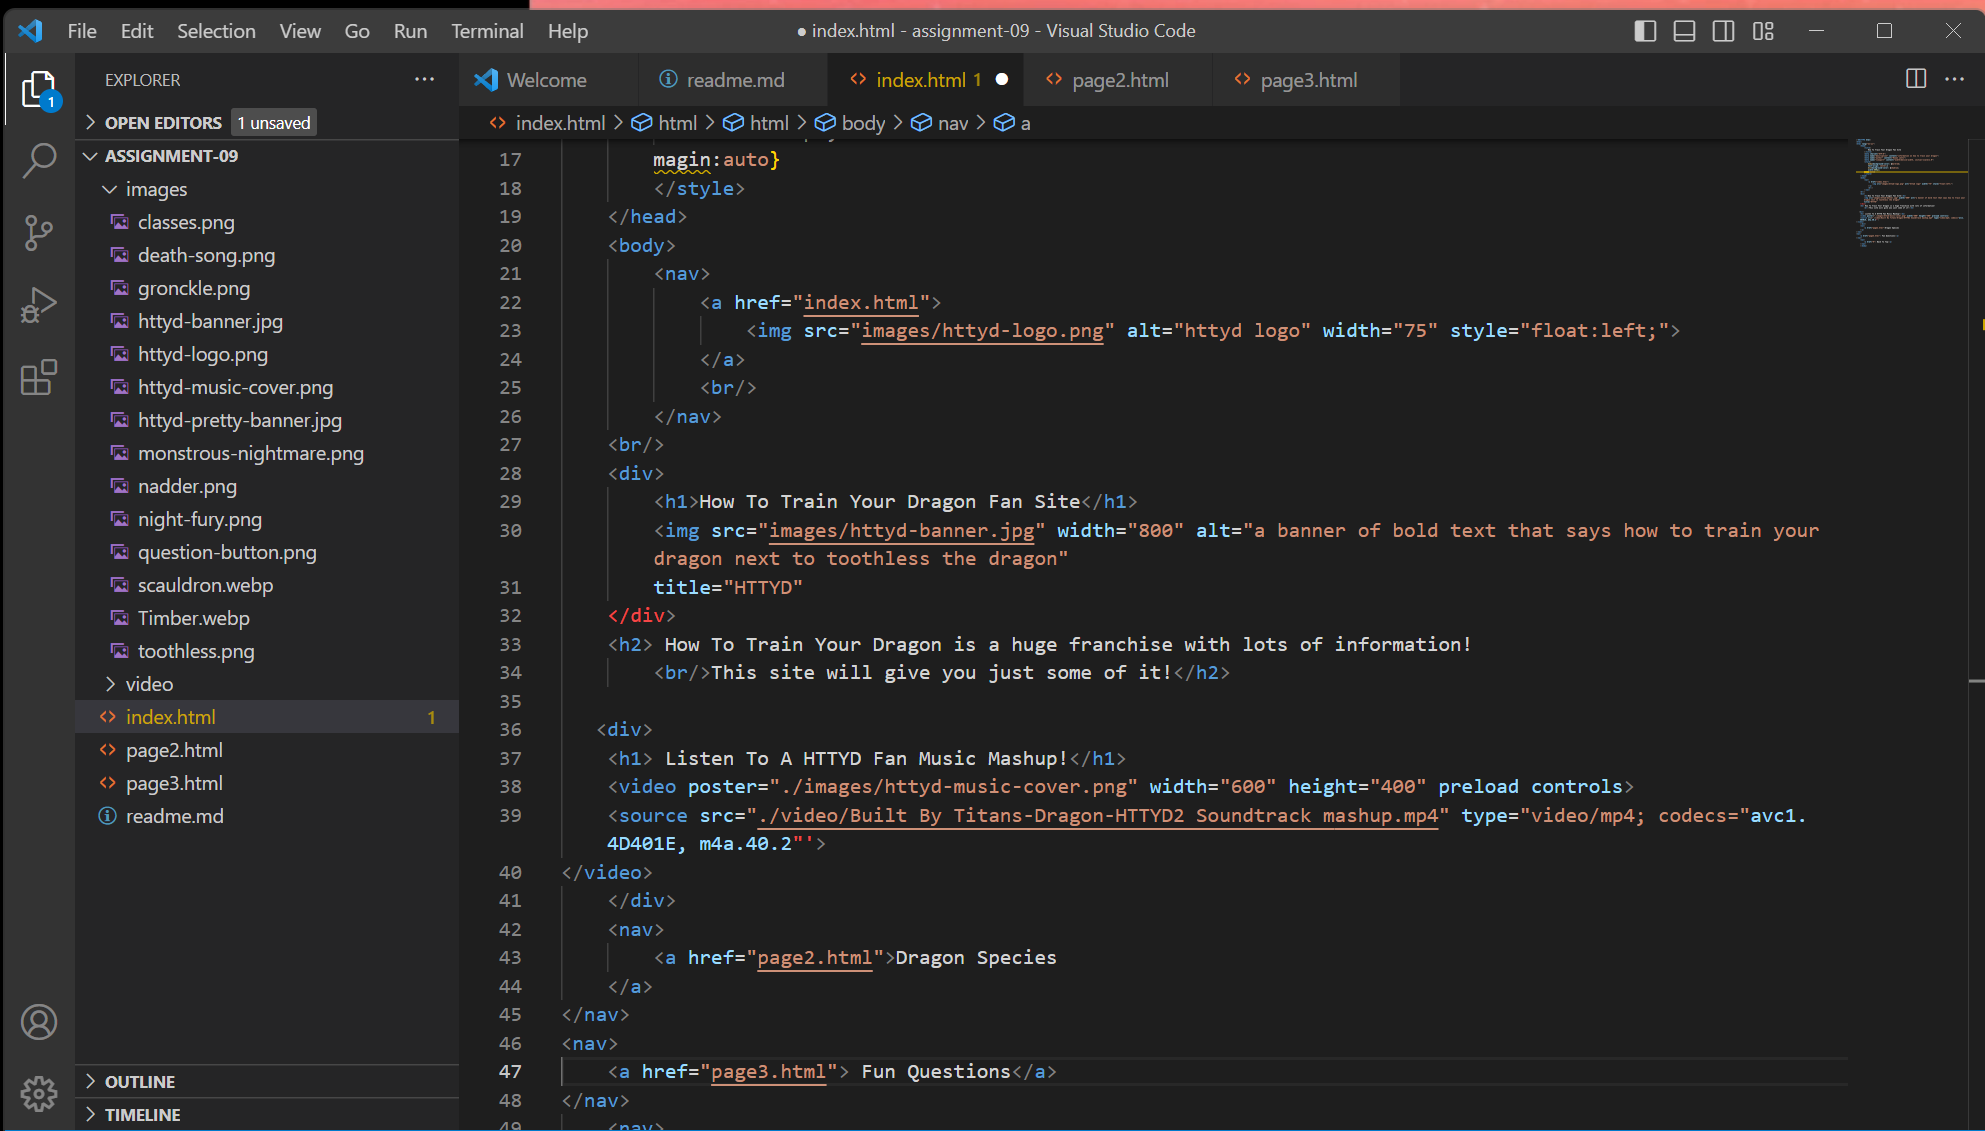 File Edit Selection View Go Run Terminal Help
● index.html - assignment-09 - Visual Studio Code
EXPLORER
Welcome
readme.md
index.html 1
page2.html
page3.html
1
OPEN EDITORS 1 unsaved
index.html > html > html > body > nav > a
ASSIGNMENT-09
images
classes.png
death-song.png
gronckle.png
httyd-banner.jpg
httyd-logo.png
httyd-music-cover.png
httyd-pretty-banner.jpg
monstrous-nightmare.png
nadder.png
night-fury.png
question-button.png
scauldron.webp
Timber.webp
toothless.png
video
index.html 1
page2.html
page3.html
readme.md
OUTLINE
TIMELINE
17 magin:auto}
18 </style>
19 </head>
20 <body>
21 <nav>
22 <a href="index.html">
23 <img src="images/httyd-logo.png" alt="httyd logo" width="75" style="float:left;">
24 </a>
25 <br/>
26 </nav>
27 <br/>
28 <div>
29 <h1>How To Train Your Dragon Fan Site</h1>
30 <img src="images/httyd-banner.jpg" width="800" alt="a banner of bold text that says how to train your
dragon next to toothless the dragon"
31 title="HTTYD"
32 </div>
33 <h2> How To Train Your Dragon is a huge franchise with lots of information!
34 <br/>This site will give you just some of it!</h2>
35
36 <div>
37 <h1> Listen To A HTTYD Fan Music Mashup!</h1>
38 <video poster="./images/httyd-music-cover.png" width="600" height="400" preload controls>
39 <source src="./video/Built By Titans-Dragon-HTTYD2 Soundtrack mashup.mp4" type="video/mp4; codecs="avc1.
4D401E, m4a.40.2"'>
40 </video>
41 </div>
42 <nav>
43 <a href="page2.html">Dragon Species
44 </a>
45 </nav>
46 <nav>
47 <a href="page3.html"> Fun Questions</a>
48 </nav>
49 <nav>